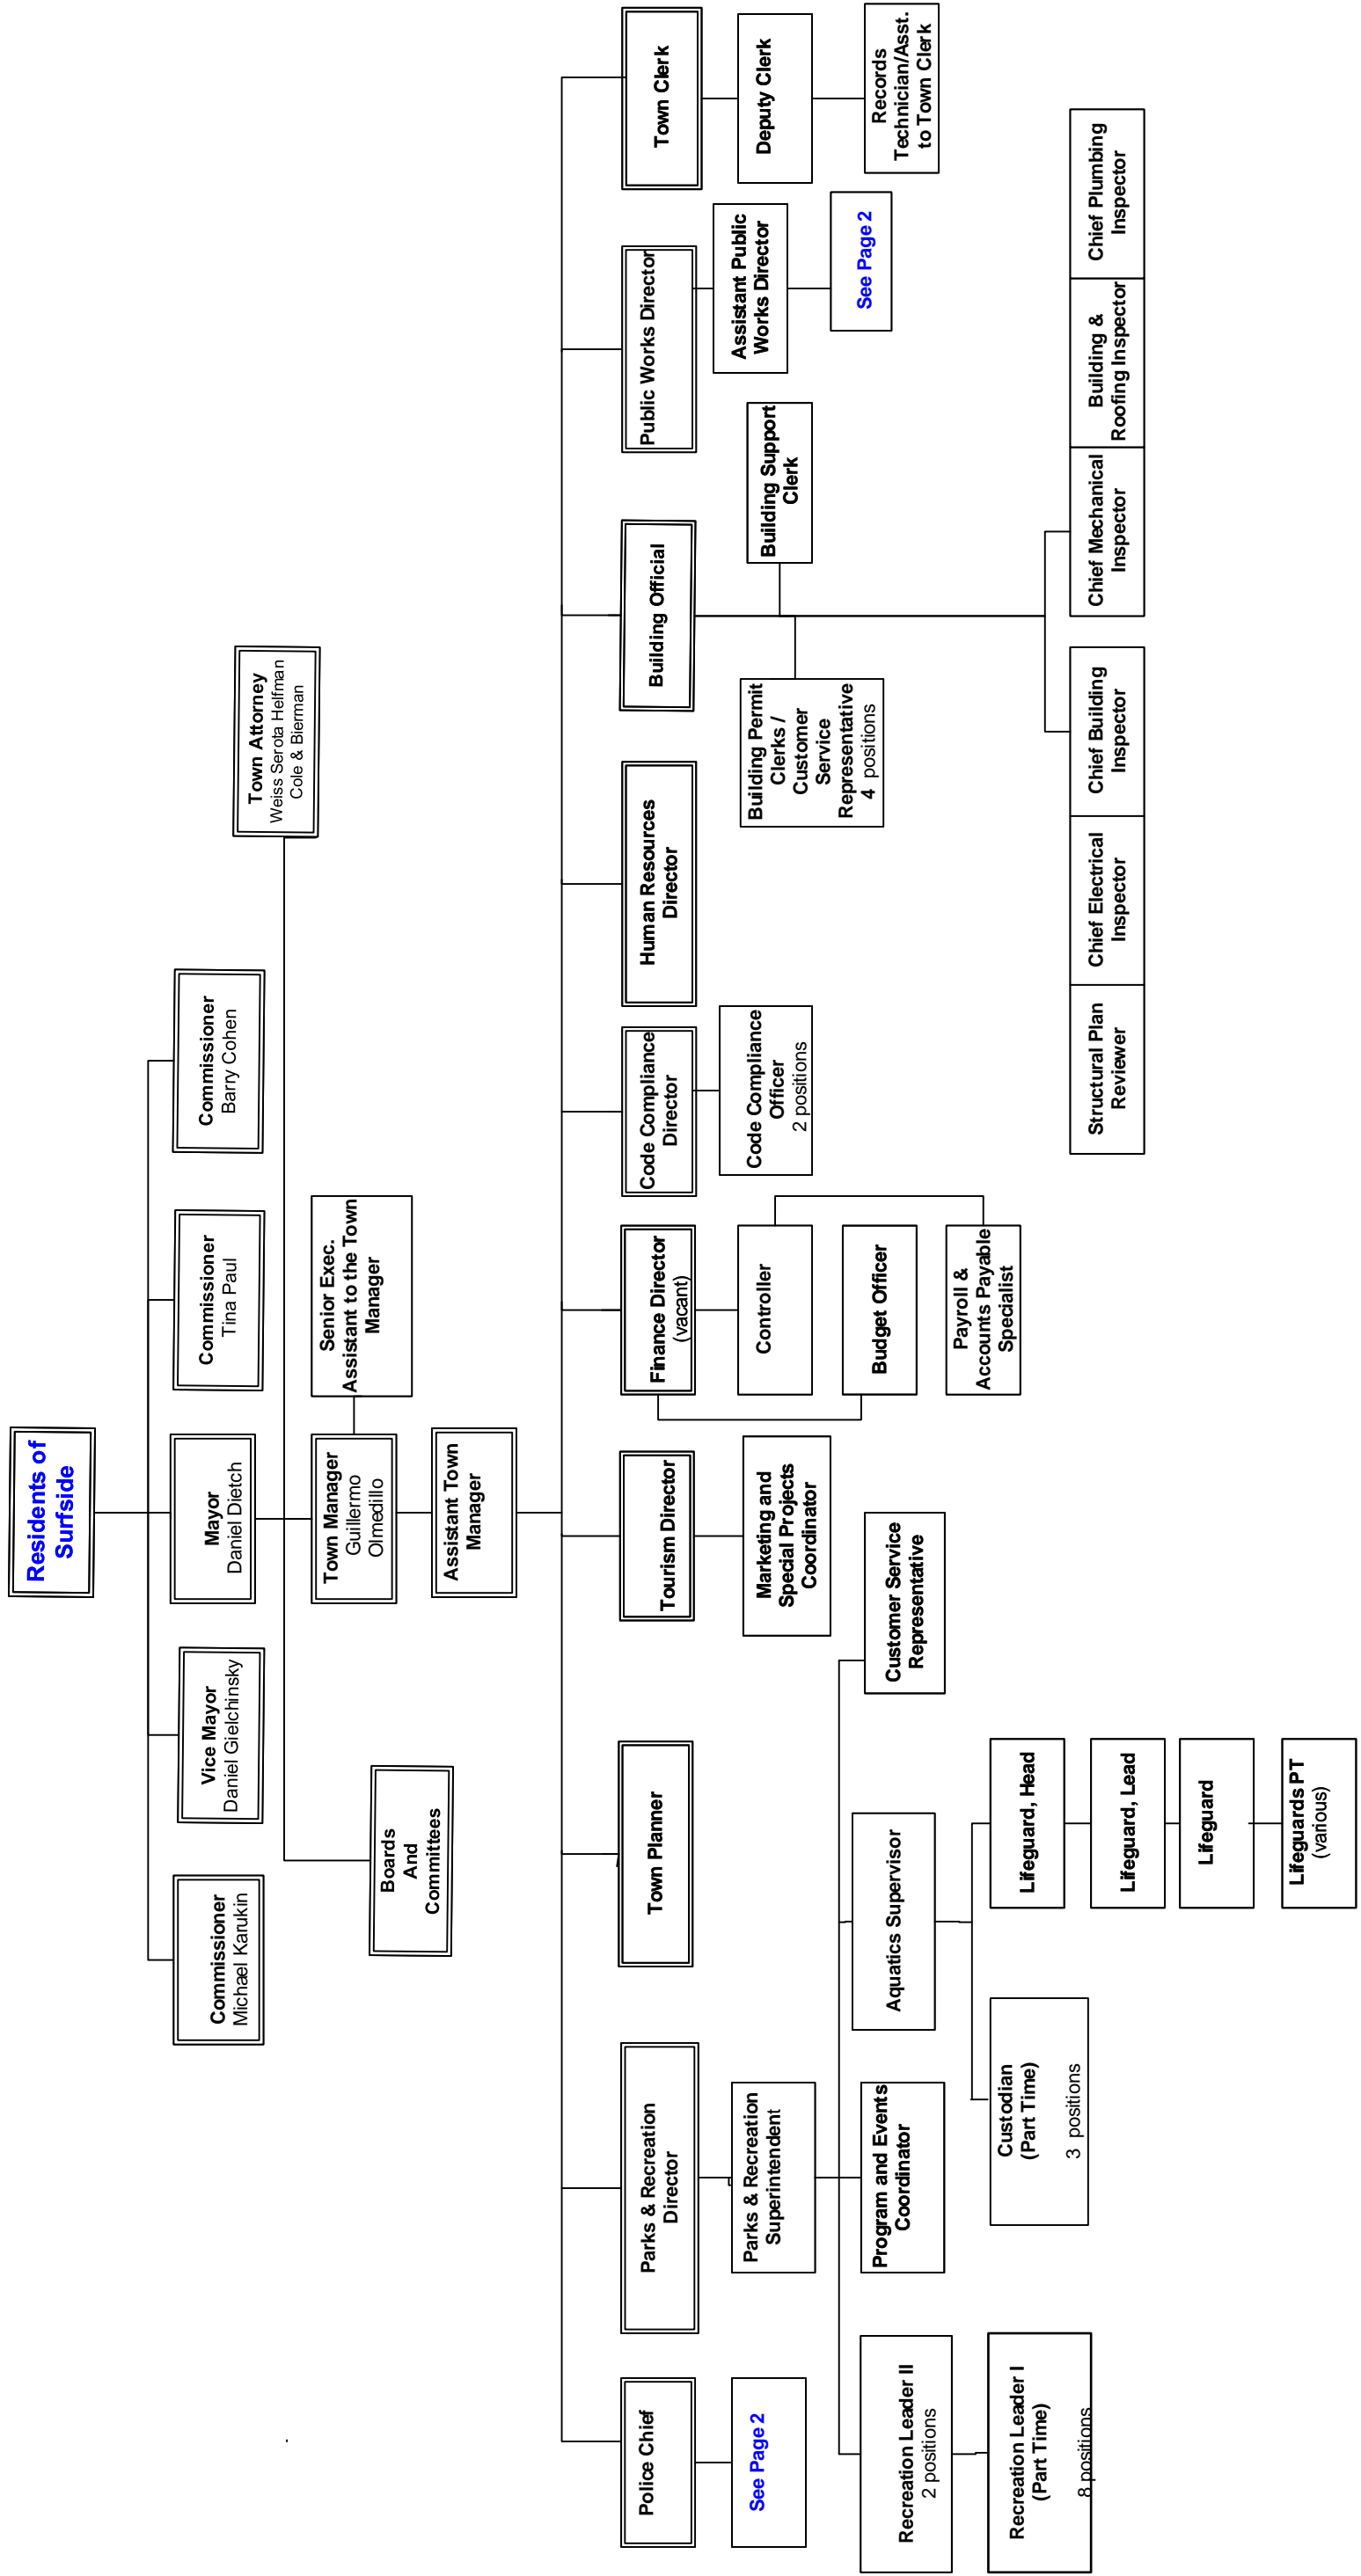 Residents of
Surfside
Commissioner
Michael Karukin
Vice Mayor
Daniel Gielchinsky
Mayor
Daniel Dietch
Commissioner
Tina Paul
Commissioner
Barry Cohen
Town Attorney
Weiss Serota Helfman
Cole & Bierman
Boards
And
Committees
Town Manager
Guillermo
Olmedillo
Senior Exec.
Assistant to the Town
Manager
Assistant Town
Manager
Police Chief
See Page 2
Parks & Recreation
Director
Parks & Recreation
Superintendent
Recreation Leader II
2 positions
Recreation Leader I
(Part Time)
8 positions
Program and Events
Coordinator
Aquatics Supervisor
Custodian
(Part Time)
3 positions
Lifeguard, Head
Lifeguard, Lead
Lifeguard
Lifeguards PT
(various)
Customer Service
Representative
Town Planner
Tourism Director
Marketing and
Special Projects
Coordinator
Finance Director
(vacant)
Controller
Budget Officer
Payroll &
Accounts Payable
Specialist
Code Compliance
Director
Code Compliance
Officer
2 positions
Human Resources
Director
Building Official
Building Permit
Clerks /
Customer
Service
Representative
4 positions
Building Support
Clerk
Structural Plan
Reviewer
Chief Electrical
Inspector
Chief Building
Inspector
Chief Mechanical
Inspector
Building &
Roofing Inspector
Chief Plumbing
Inspector
Public Works Director
Assistant Public
Works Director
See Page 2
Town Clerk
Deputy Clerk
Records
Technician/Asst.
to Town Clerk